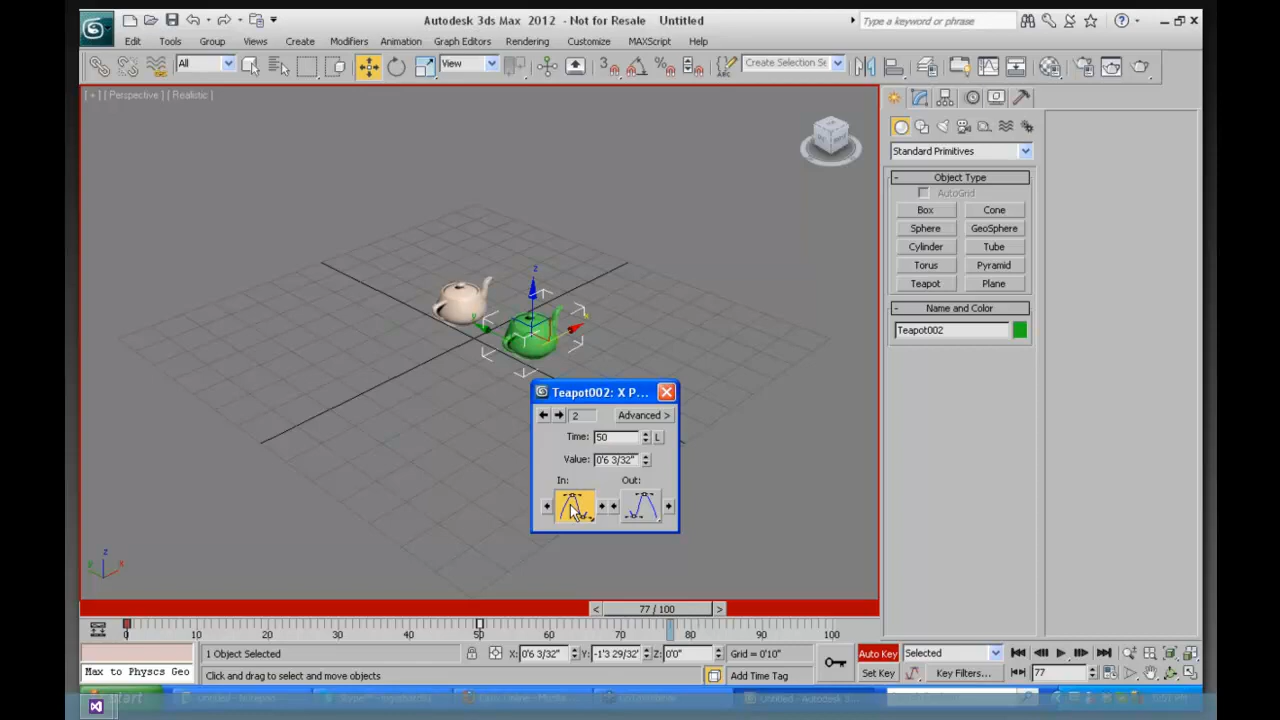 Autodesk 3ds Max 2012 - Not for Resale Untitled
Type a keyword or phrase
Edit Tools Group Views Create Modifiers Animation Graph Editors Rendering Customize MAXScript Help
All View Create Selection Se
[ + ] [ Perspective ] [ Realistic ]
Standard Primitives
Object Type
AutoGrid
Box Cone
Sphere GeoSphere
Cylinder Tube
Torus Pyramid
Teapot Plane
Name and Color
Teapot002
z
x
y
Teapot002: X P...
2 Advanced >
Time: 50 L
Value: 0'6 3/32"
In: Out:
z
y x
< 77 / 100 >
0 10 20 30 40 50 60 70 80 90 100
1 Object Selected X: 0'6 3/32" Y: -1'3 29/32" Z: 0'0" Grid = 0'10" Auto Key Selected
Max to Physcs Geo Click and drag to select and move objects Add Time Tag Set Key Key Filters... 77
start